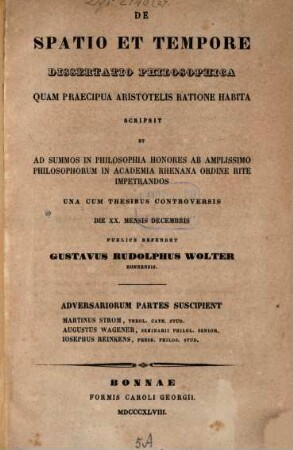 DE
SPATIO ET TEMPORE
DISSERTATIO PHILOSOPHICA
QUAM PRAECIPUA ARISTOTELIS RATIONE HABITA
SCRIPSIT
ET
AD SUMMOS IN PHILOSOPHIA HONORES AB AMPLISSIMO
PHILOSOPHORUM IN ACADEMIA RHENANA ORDINE RITE
IMPETRANDOS
UNA CUM THESIBUS CONTROVERSIS
DIE XX. MENSIS DECEMBRIS
PUBLICE DEFENDET
GUSTAVUS RUDOLPHUS WOLTER
BONNENSIS.
ADVERSARIORUM PARTES SUSCIPIENT
MARTINUS STROM, THEOL. CATH. STUD.
AUGUSTUS WAGENER, SEMINARII PHILOL. SENIOR.
IOSEPHUS REINKENS, PHILOS. STUD.
BONNAE
FORMIS CAROLI GEORGII.
MDCCCXLVIII.
5A